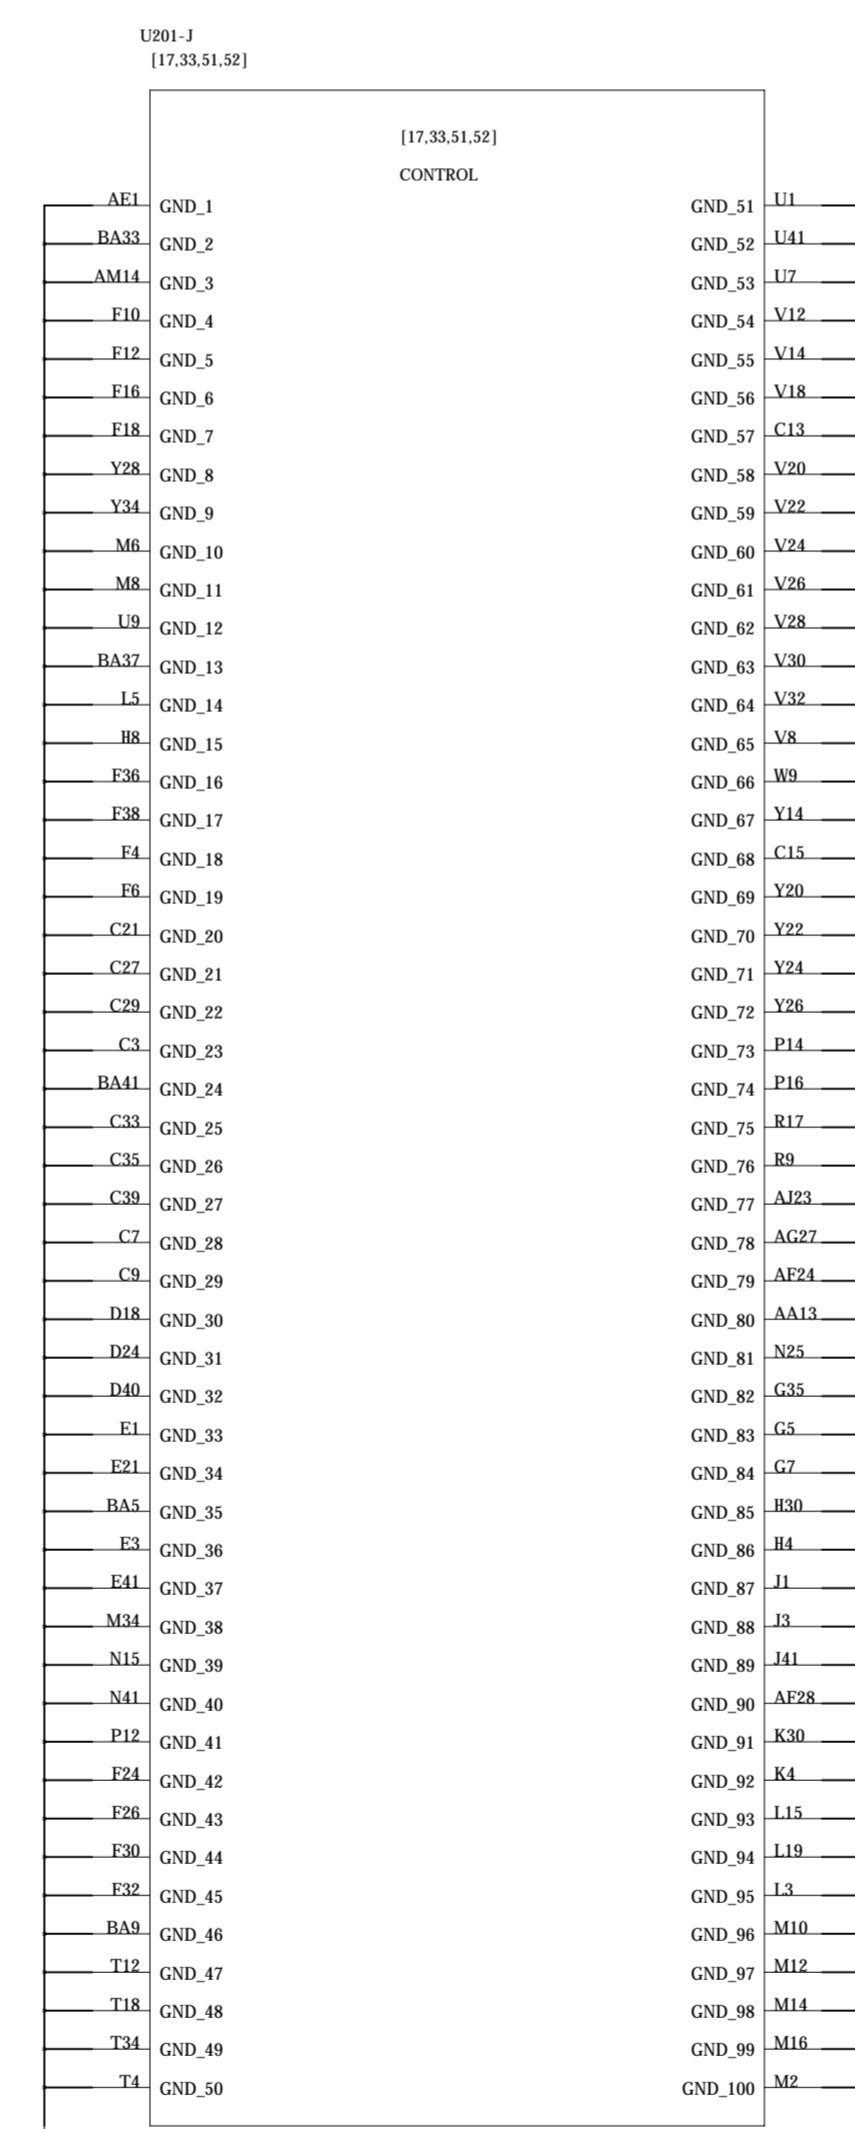 U201-J
[17,33,51,52]
[17,33,51,52]
CONTROL
AE1 GND_1 GND_51 U1
BA33 GND_2 GND_52 U41
AM14 GND_3 GND_53 U7
F10 GND_4 GND_54 V12
F12 GND_5 GND_55 V14
F16 GND_6 GND_56 V18
F18 GND_7 GND_57 C13
Y28 GND_8 GND_58 V20
Y34 GND_9 GND_59 V22
M6 GND_10 GND_60 V24
M8 GND_11 GND_61 V26
U9 GND_12 GND_62 V28
BA37 GND_13 GND_63 V30
L5 GND_14 GND_64 V32
H8 GND_15 GND_65 V8
F36 GND_16 GND_66 W9
F38 GND_17 GND_67 Y14
F4 GND_18 GND_68 C15
F6 GND_19 GND_69 Y20
C21 GND_20 GND_70 Y22
C27 GND_21 GND_71 Y24
C29 GND_22 GND_72 Y26
C3 GND_23 GND_73 P14
BA41 GND_24 GND_74 P16
C33 GND_25 GND_75 R17
C35 GND_26 GND_76 R9
C39 GND_27 GND_77 AJ23
C7 GND_28 GND_78 AG27
C9 GND_29 GND_79 AF24
D18 GND_30 GND_80 AA13
D24 GND_31 GND_81 N25
D40 GND_32 GND_82 G35
E1 GND_33 GND_83 G5
E21 GND_34 GND_84 G7
BA5 GND_35 GND_85 H30
E3 GND_36 GND_86 H4
E41 GND_37 GND_87 J1
M34 GND_38 GND_88 J3
N15 GND_39 GND_89 J41
N41 GND_40 GND_90 AF28
P12 GND_41 GND_91 K30
F24 GND_42 GND_92 K4
F26 GND_43 GND_93 L15
F30 GND_44 GND_94 L19
F32 GND_45 GND_95 L3
BA9 GND_46 GND_96 M10
T12 GND_47 GND_97 M12
T18 GND_48 GND_98 M14
T34 GND_49 GND_99 M16
T4 GND_50 GND_100 M2